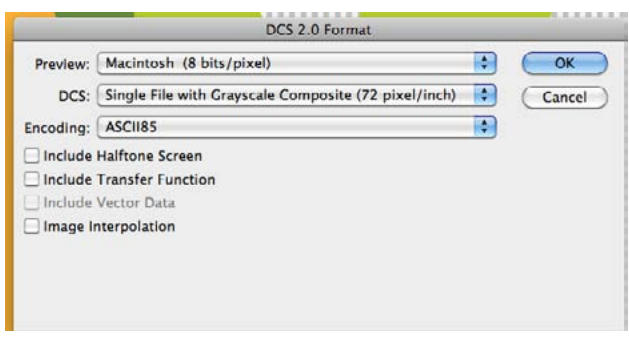 DCS 2.0 Format
Preview: Macintosh (8 bits/pixel) OK
DCS: Single File with Grayscale Composite (72 pixel/inch) Cancel
Encoding: ASCII85
Include Halftone Screen
Include Transfer Function
Include Vector Data
Image Interpolation